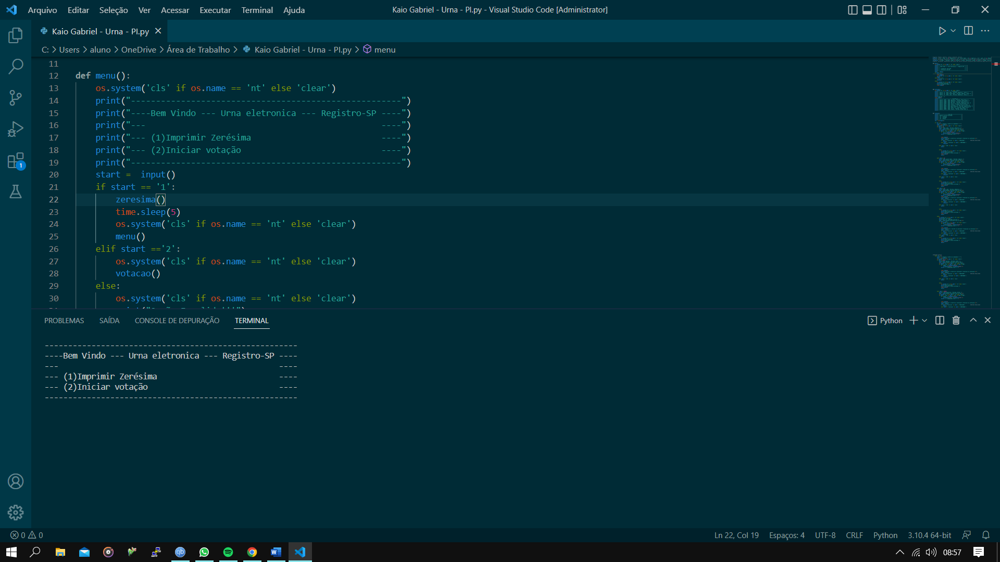 Arquivo Editar Seleção Ver Acessar Executar Terminal Ajuda
Kaio Gabriel - Urna - PI.py - Visual Studio Code [Administrator]
Kaio Gabriel - Urna - PI.py
C: > Users > aluno > OneDrive > Área de Trabalho > Kaio Gabriel - Urna - PI.py > menu
11
12 def menu():
13     os.system('cls' if os.name == 'nt' else 'clear')
14     print("------------------------------------------------------")
15     print("----Bem Vindo --- Urna eletronica --- Registro-SP ----")
16     print("---                                               ----")
17     print("--- (1)Imprimir Zerésima                          ----")
18     print("--- (2)Iniciar votação                            ----")
19     print("------------------------------------------------------")
20     start =  input()
21     if start == '1':
22         zeresima()
23         time.sleep(5)
24         os.system('cls' if os.name == 'nt' else 'clear')
25         menu()
26     elif start =='2':
27         os.system('cls' if os.name == 'nt' else 'clear')
28         votacao()
29     else:
30         os.system('cls' if os.name == 'nt' else 'clear')
1
PROBLEMAS SAÍDA CONSOLE DE DEPURAÇÃO TERMINAL
Python
------------------------------------------------------
----Bem Vindo --- Urna eletronica --- Registro-SP ----
---                                               ----
--- (1)Imprimir Zerésima                          ----
--- (2)Iniciar votação                            ----
------------------------------------------------------
0 0
Ln 22, Col 19 Espaços: 4 UTF-8 CRLF Python 3.10.4 64-bit
qb
W
08:57